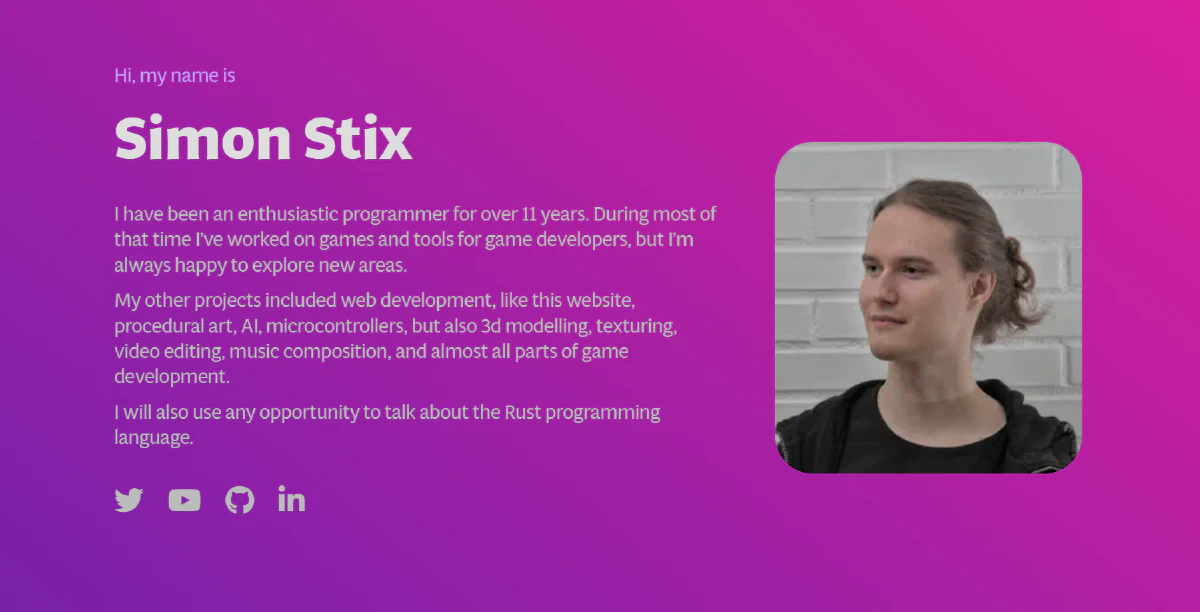 Hi, my name is
Simon Stix
I have been an enthusiastic programmer for over 11 years. During most of
that time I've worked on games and tools for game developers, but I'm
always happy to explore new areas.
My other projects included web development, like this website,
procedural art, AI, microcontrollers, but also 3d modelling, texturing,
video editing, music composition, and almost all parts of game
development.
I will also use any opportunity to talk about the Rust programming
language.
in